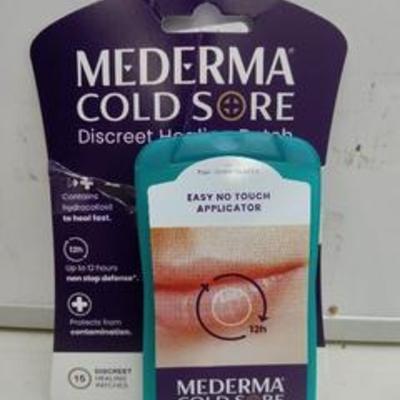 MEDERMA®
COLD SORE
Discreet Healing Patch
EASY NO TOUCH
APPLICATOR
Contains
hydrocolloid
to heal fast.
12h
Up to 12 hours
non stop defense*.
12h
Protects from
contamination.
15 DISCREET
HEALING
PATCHES
MEDERMA
COLD SORE